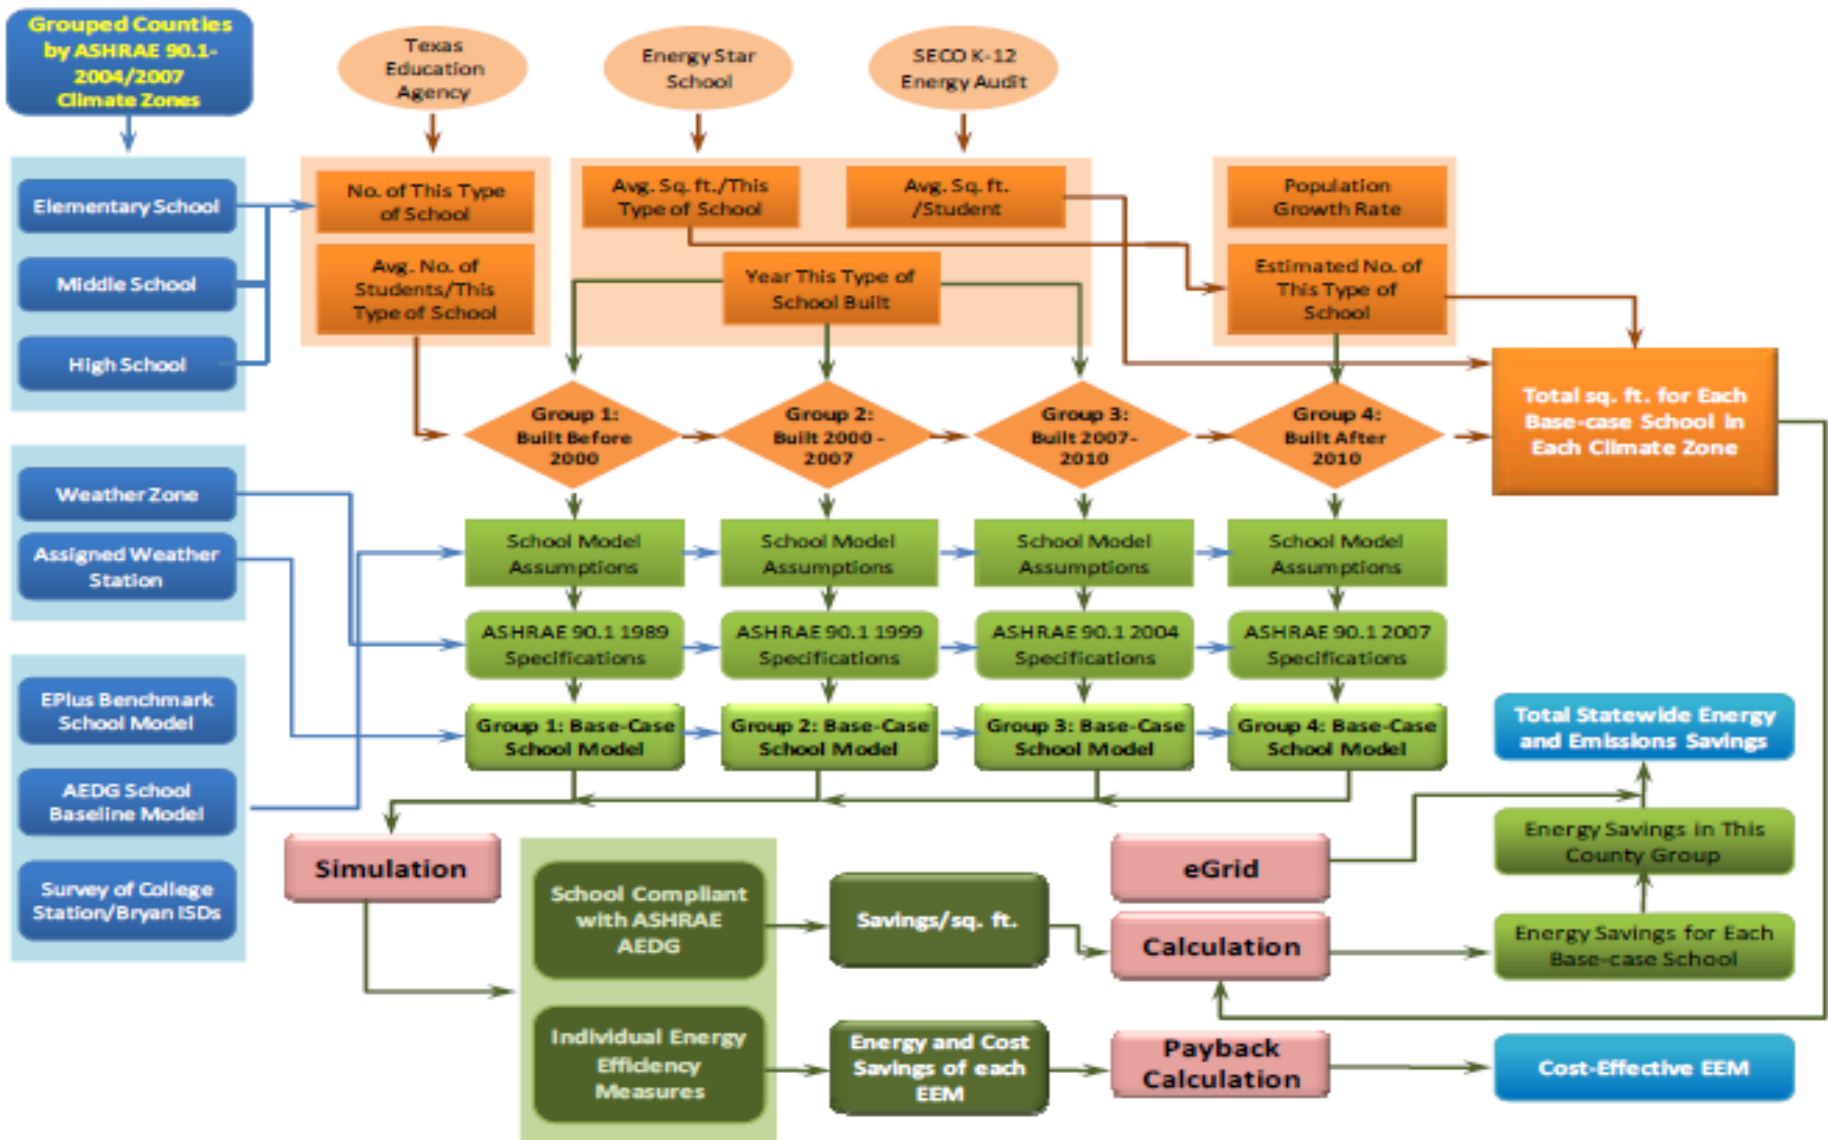 Grouped Counties
by ASHRAE 90.1-
2004/2007
Climate Zones
Texas
Education
Agency
Energy Star
School
SECO K-12
Energy Audit
Elementary School
Middle School
High School
No. of This Type
of School
Avg. No. of
Students/This
Type of School
Avg. Sq. ft./This
Type of School
Avg. Sq. ft.
/Student
Year This Type of
School Built
Population
Growth Rate
Estimated No. of
This Type of
School
Group 1:
Built Before
2000
Group 2:
Built 2000 -
2007
Group 3:
Built 2007-
2010
Group 4:
Built After
2010
Total sq. ft. for Each
Base-case School in
Each Climate Zone
Weather Zone
Assigned Weather
Station
School Model
Assumptions
School Model
Assumptions
School Model
Assumptions
School Model
Assumptions
ASHRAE 90.1 1989
Specifications
ASHRAE 90.1 1999
Specifications
ASHRAE 90.1 2004
Specifications
ASHRAE 90.1 2007
Specifications
EPlus Benchmark
School Model
AEDG School
Baseline Model
Survey of College
Station/Bryan ISDs
Group 1: Base-Case
School Model
Group 2: Base-Case
School Model
Group 3: Base-Case
School Model
Group 4: Base-Case
School Model
Total Statewide Energy
and Emissions Savings
Simulation
School Compliant
with ASHRAE
AEDG
Savings/sq. ft.
eGrid
Calculation
Energy Savings in This
County Group
Energy Savings for Each
Base-case School
Individual Energy
Efficiency
Measures
Energy and Cost
Savings of each
EEM
Payback
Calculation
Cost-Effective EEM